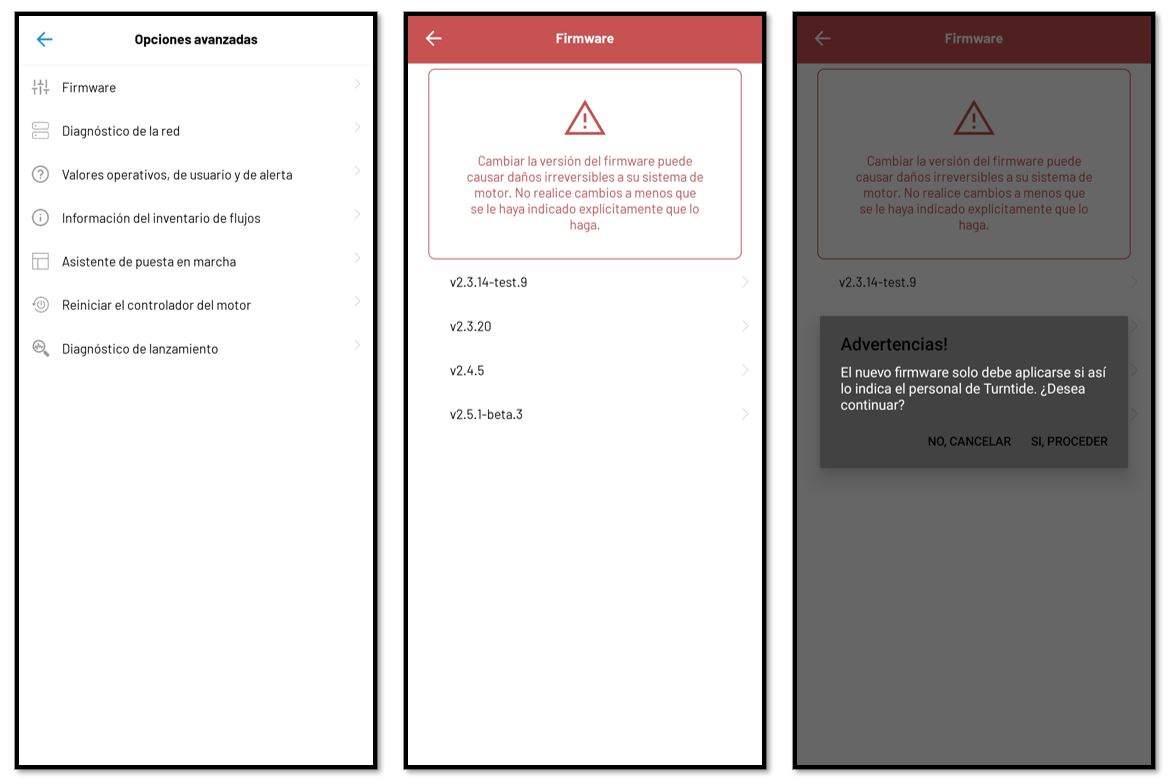 Opciones avanzadas
Firmware
Diagnóstico de la red
Valores operativos, de usuario y de alerta
Información del inventario de flujos
Asistente de puesta en marcha
Reiniciar el controlador del motor
Diagnóstico de lanzamiento
Firmware
Cambiar la versión del firmware puede
causar daños irreversibles a su sistema de
motor. No realice cambios a menos que
se le haya indicado explicitamente que lo
haga.
v2.3.14-test.9
v2.3.20
v2.4.5
v2.5.1-beta.3
Firmware
Cambiar la versión del firmware puede
causar daños irreversibles a su sistema de
motor. No realice cambios a menos que
se le haya indicado explicitamente que lo
haga.
v2.3.14-test.9
Advertencias!
El nuevo firmware solo debe aplicarse si así
lo indica el personal de Turntide. ¿Desea
continuar?
NO, CANCELAR SI, PROCEDER